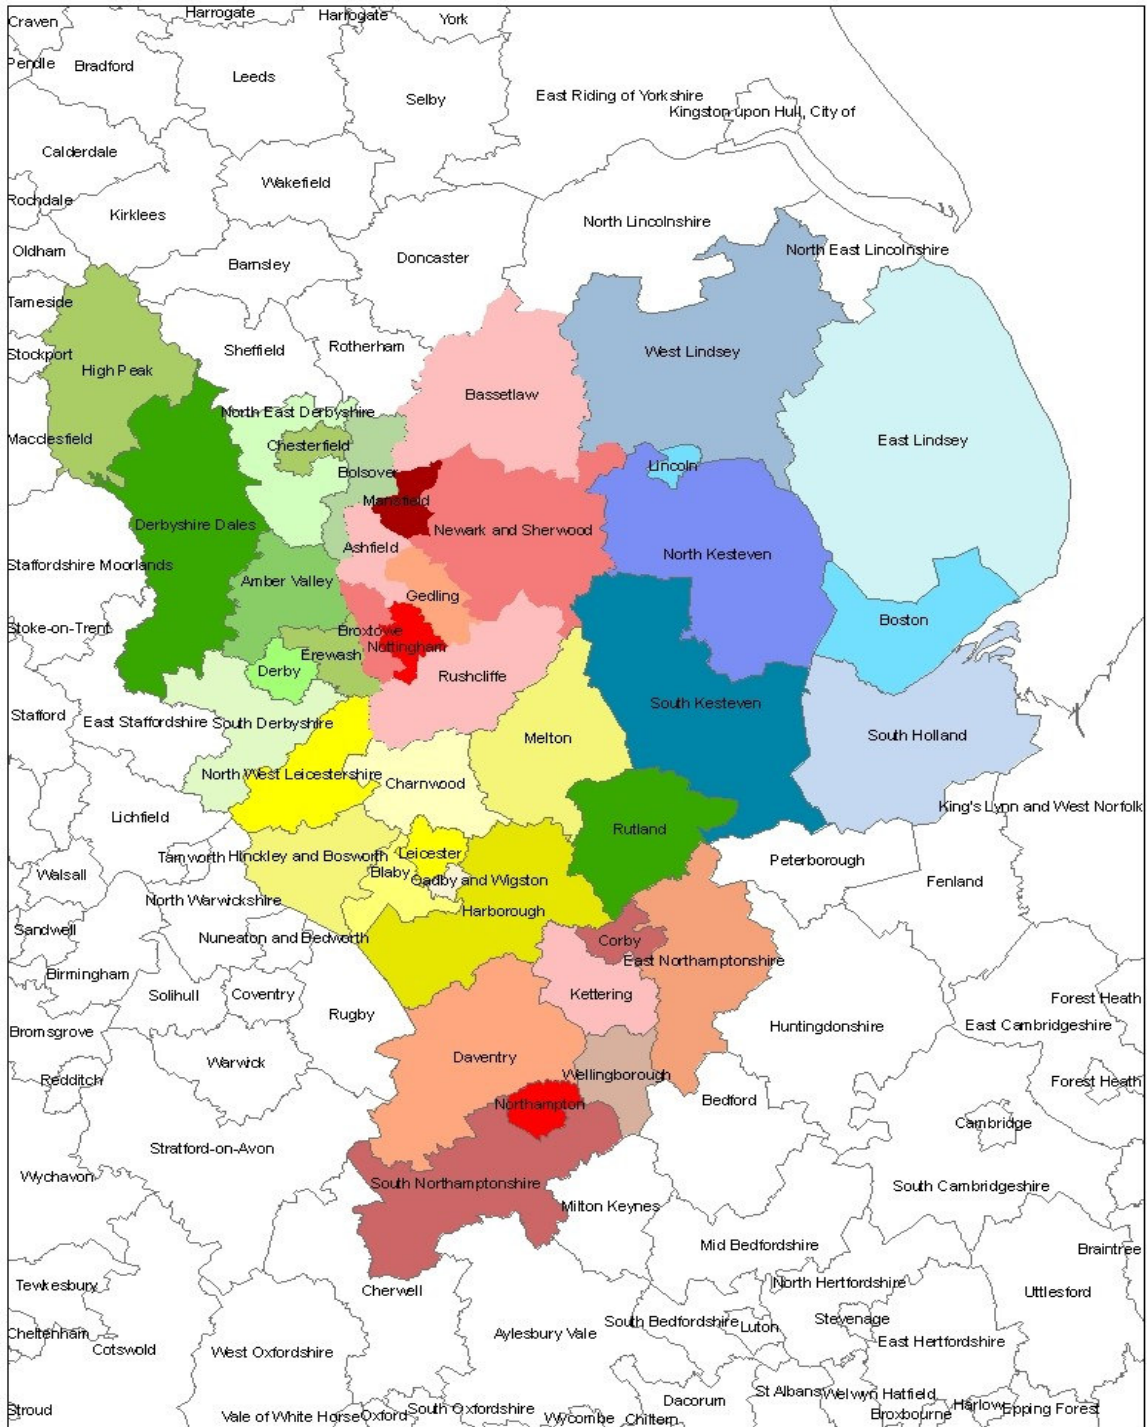 Craven
Harrogate
Harrogate
York
Pendle
Bradford
Leeds
Selby
East Riding of Yorkshire
Kingston upon Hull, City of
Calderdale
Wakefield
Rochdale
Kirklees
North Lincolnshire
Oldham
Barnsley
Doncaster
North East Lincolnshire
Tameside
Stockport
Sheffield
Rotherham
West Lindsey
High Peak
Bassetlaw
North East Derbyshire
Macclesfield
Chesterfield
East Lindsey
Bolsover
Lincoln
Mansfield
Derbyshire Dales
Newark and Sherwood
Ashfield
North Kesteven
Staffordshire Moorlands
Amber Valley
Gedling
Stoke-on-Trent
Broxtowe
Boston
Erewash
Nottingham
Derby
Rushcliffe
Stafford
East Staffordshire
South Derbyshire
South Kesteven
Melton
South Holland
North West Leicestershire
Charnwood
King's Lynn and West Norfolk
Lichfield
Rutland
Tamworth
Hinckley and Bosworth
Leicester
Peterborough
Walsall
Blaby
Oadby and Wigston
Fenland
North Warwickshire
Harborough
Sandwell
Nuneaton and Bedworth
Corby
East Northamptonshire
Birmingham
Solihull
Coventry
Kettering
Forest Heath
Rugby
Huntingdonshire
East Cambridgeshire
Bromsgrove
Warwick
Daventry
Wellingborough
Redditch
Forest Heath
Northampton
Bedford
Cambridge
Stratford-on-Avon
Wychavon
South Northamptonshire
South Cambridgeshire
Milton Keynes
Mid Bedfordshire
Braintree
Tewkesbury
Cherwell
North Hertfordshire
Uttlesford
Cheltenham
Cotswold
West Oxfordshire
Aylesbury Vale
South Bedfordshire
Luton
Stevenage
East Hertfordshire
Stroud
Vale of White Horse
Oxford
South Oxfordshire
Wycombe
Chiltern
Dacorum
St Albans
Welwyn Hatfield
Broxbourne
Harlow
Epping Forest